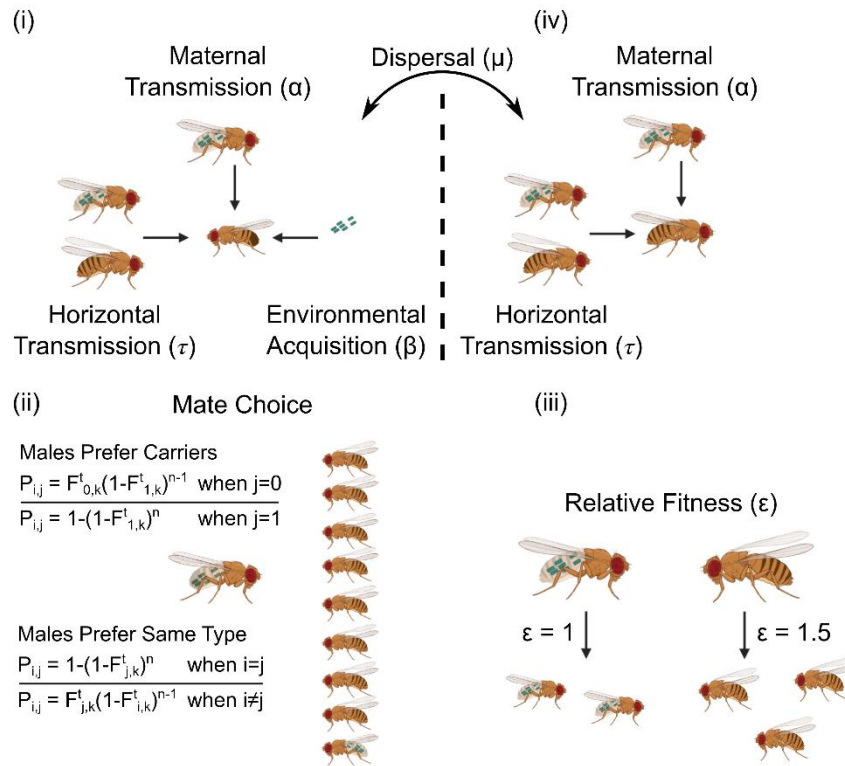 (i)
Maternal
Transmission (α)
Dispersal (μ)
(iv)
Maternal
Transmission (α)
Horizontal
Transmission (τ)
Environmental
Acquisition (β)
Horizontal
Transmission (τ)
(ii)
Mate Choice
Males Prefer Carriers
P_{i,j} = F^t_{0,k}(1-F^t_{1,k})^{n-1} when j=0
P_{i,j} = 1-(1-F^t_{1,k})^n when j=1
Males Prefer Same Type
P_{i,j} = 1-(1-F^t_{j,k})^n when i=j
P_{i,j} = F^t_{j,k}(1-F^t_{i,k})^{n-1} when i≠j
(iii)
Relative Fitness (ε)
ε = 1
ε = 1.5